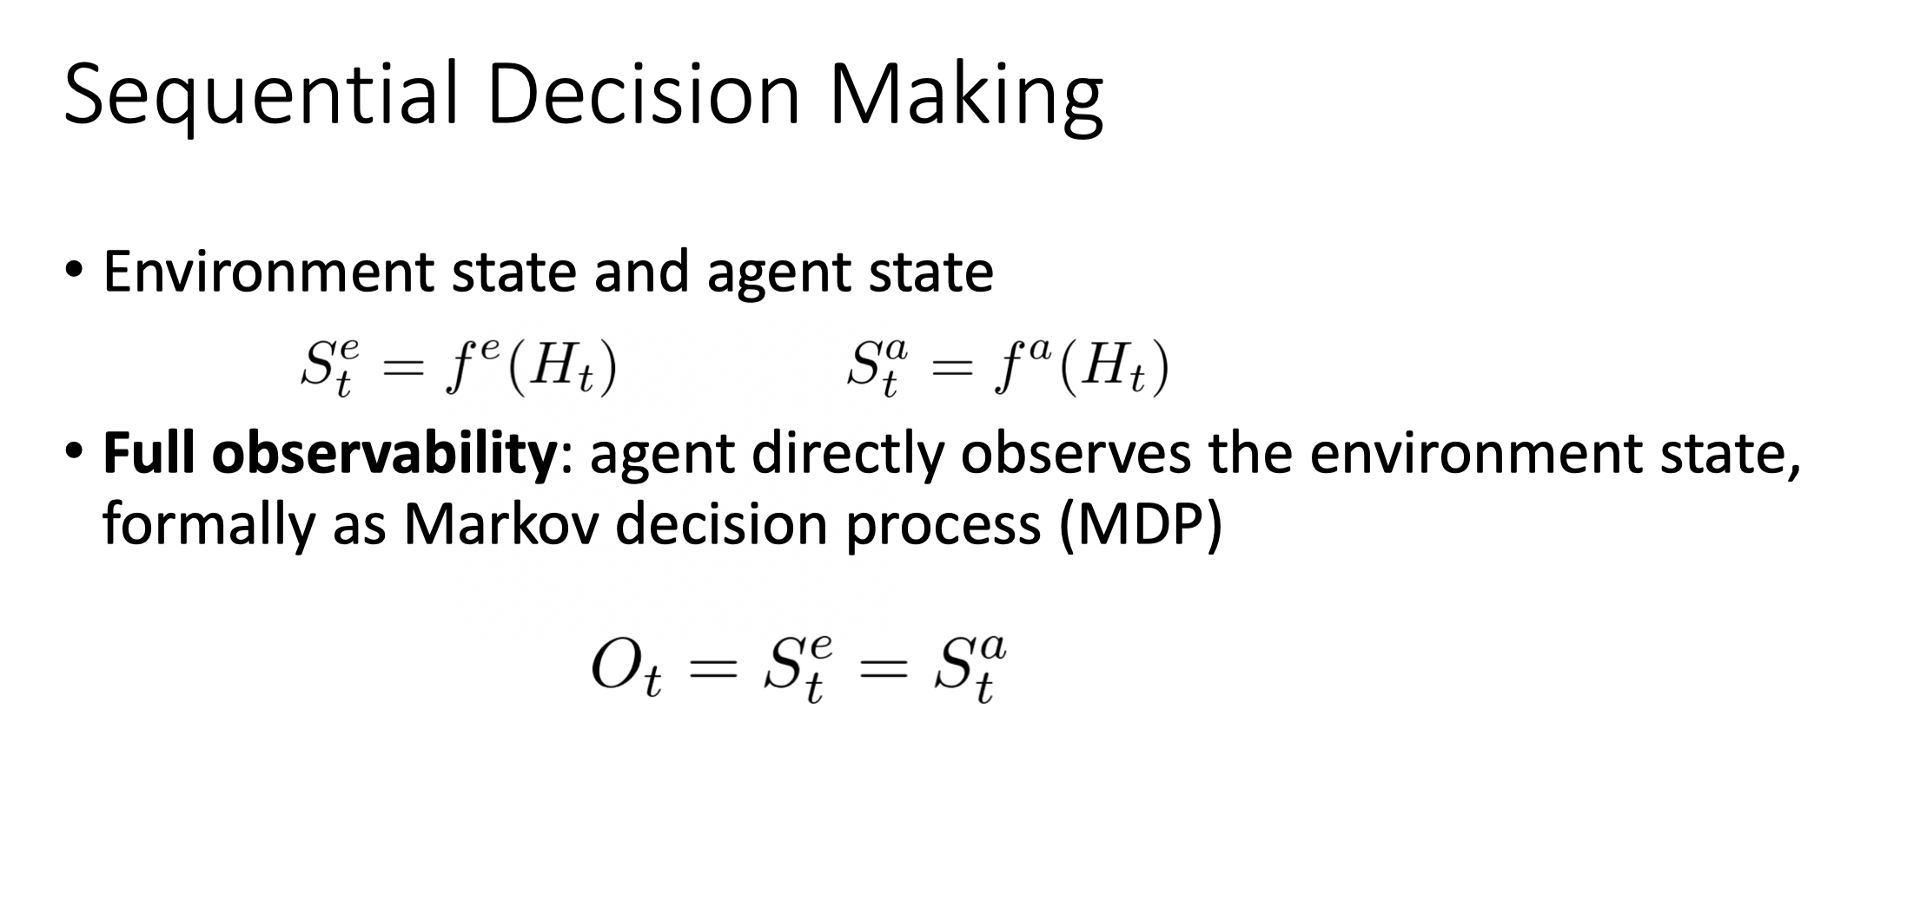 Sequential Decision Making
• Environment state and agent state
$S_t^e = f^e(H_t)$ $S_t^a = f^a(H_t)$
• Full observability: agent directly observes the environment state,
formally as Markov decision process (MDP)
$O_t = S_t^e = S_t^a$